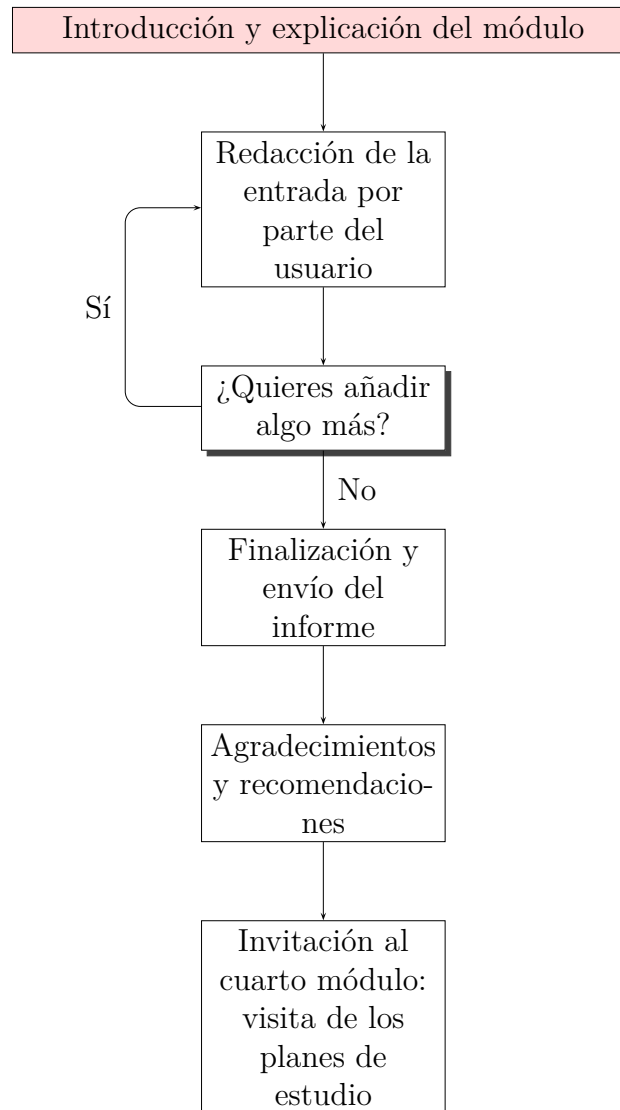 Introducción y explicación del módulo
Redacción de la
entrada por
parte del
usuario
Sí
¿Quieres añadir
algo más?
No
Finalización y
envío del
informe
Agradecimientos
y recomendacio-
nes
Invitación al
cuarto módulo:
visita de los
planes de
estudio